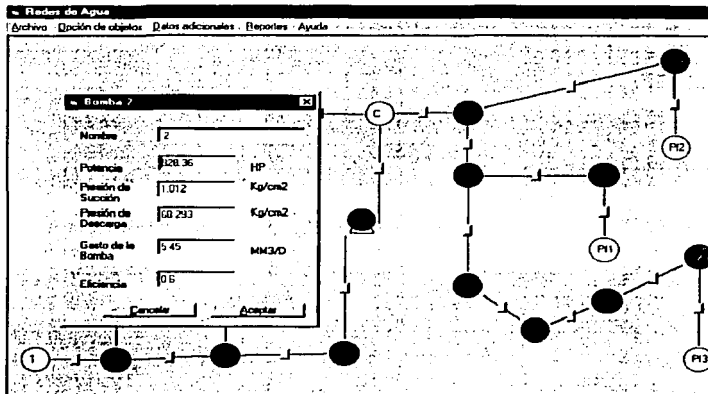 Redes de Agua
Archivo Opción de objetos Datos adicionales Reportes Ayuda
Bomba 2
Nombre 2
Potencia 828.36 HP
Presión de Succión 1.012 Kg/cm2
Presión de Descarga 60.293 Kg/cm2
Gasto de la Bomba 5.45 MM3/D
Eficiencia 0.6
Cancelar Aceptar
C
PI2
PI1
PI3
1